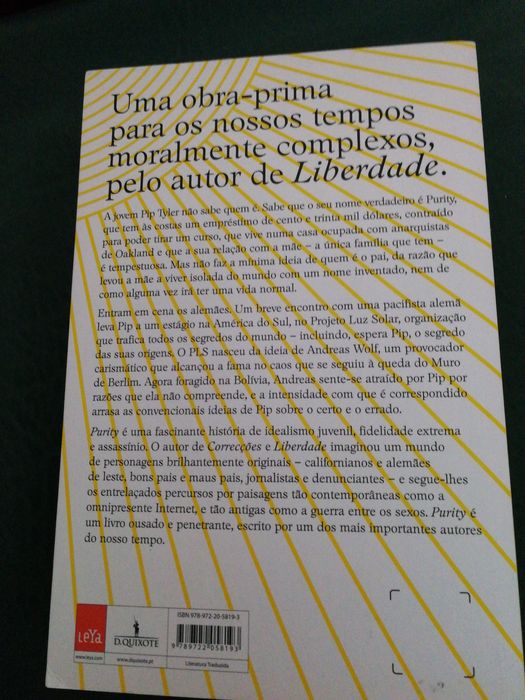 Uma obra-prima
para os nossos tempos
moralmente complexos,
pelo autor de Liberdade.
A jovem Pip Tyler não sabe quem é. Sabe que o seu nome verdadeiro é Purity,
que tem às costas um empréstimo de cento e trinta mil dólares, contraído
para poder tirar um curso, que vive numa casa ocupada com anarquistas
de Oakland e que a sua relação com a mãe – a única família que tem –
é tempestuosa. Mas não faz a mínima ideia de quem é o pai, da razão que
levou a mãe a viver isolada do mundo com um nome inventado, nem de
como alguma vez irá ter uma vida normal.
Entram em cena os alemães. Um breve encontro com uma pacifista alemã
leva Pip a um estágio na América do Sul, no Projeto Luz Solar, organização
que trafica todos os segredos do mundo – incluindo, espera Pip, o segredo
das suas origens. O PLS nasceu da ideia de Andreas Wolf, um provocador
carismático que alcançou a fama no caos que se seguiu à queda do Muro
de Berlim. Agora foragido na Bolívia, Andreas sente-se atraído por Pip por
razões que ela não compreende, e a intensidade com que é correspondido
arrasa as convencionais ideias de Pip sobre o certo e o errado.
Purity é uma fascinante história de idealismo juvenil, fidelidade extrema
e assassínio. O autor de Correcções e Liberdade imaginou um mundo
de personagens brilhantemente originais – californianos e alemães
de leste, bons pais e maus pais, jornalistas e denunciantes – e segue-lhes
os entrelaçados percursos por paisagens tão contemporâneas como a
omnipresente Internet, e tão antigas como a guerra entre os sexos. Purity é
um livro ousado e penetrante, escrito por um dos mais importantes autores
do nosso tempo.
LeYa
www.leya.com
D.QUIXOTE
www.dquixote.pt
ISBN 978-972-20-5819-3
9 789722 058193
Literatura Traduzida